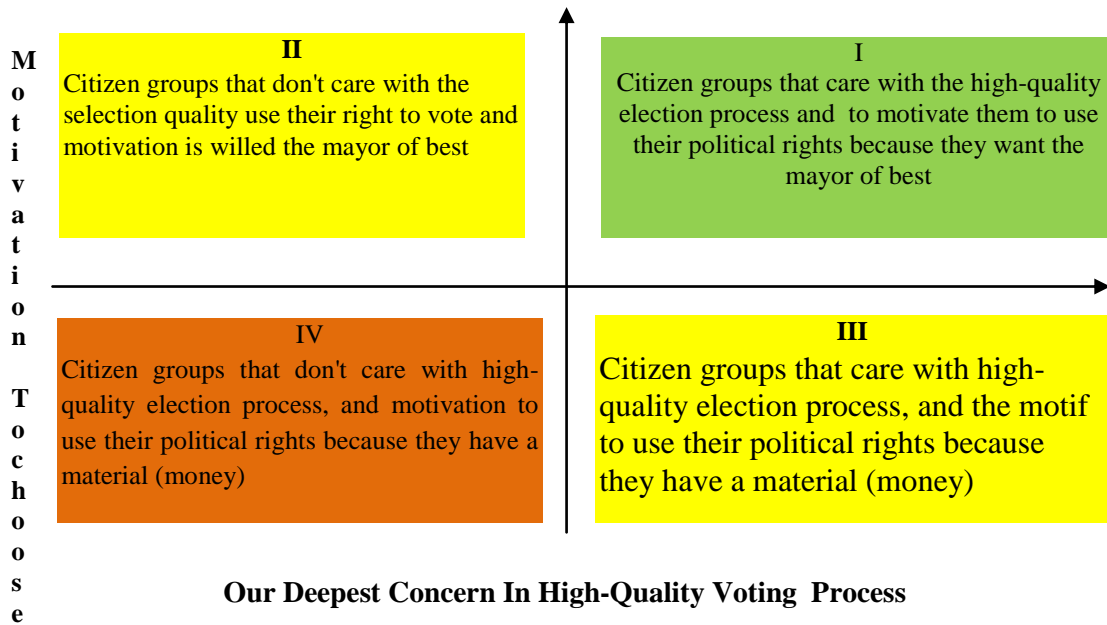 Motivation To choose
II
Citizen groups that don't care with the
selection quality use their right to vote and
motivation is willed the mayor of best
I
Citizen groups that care with the high-quality
election process and to motivate them to use
their political rights because they want the
mayor of best
IV
Citizen groups that don't care with high-
quality election process, and motivation to
use their political rights because they have a
material (money)
III
Citizen groups that care with high-
quality election process, and the motif
to use their political rights because
they have a material (money)
Our Deepest Concern In High-Quality Voting Process